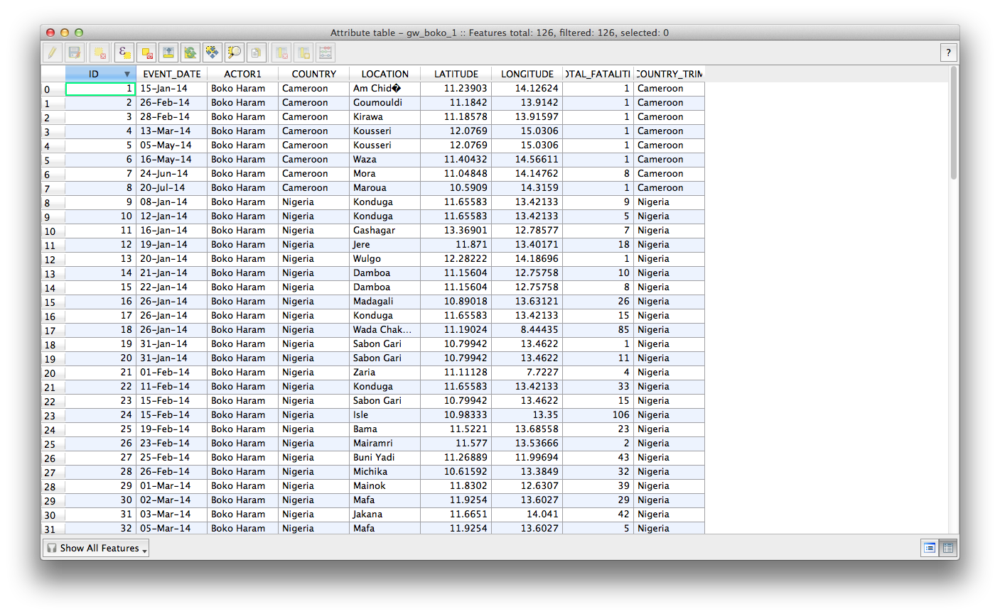 Attribute table – gw_boko_1 :: Features total: 126, filtered: 126, selected: 0
ε ?
ID EVENT_DATE ACTOR1 COUNTRY LOCATION LATITUDE LONGITUDE OTAL_FATALITI COUNTRY_TRIM
0 1 15-Jan-14 Boko Haram Cameroon Am Chid� 11.23903 14.12624 1 Cameroon
1 2 26-Feb-14 Boko Haram Cameroon Goumouldi 11.1842 13.9142 1 Cameroon
2 3 28-Feb-14 Boko Haram Cameroon Kirawa 11.18578 13.91597 1 Cameroon
3 4 13-Mar-14 Boko Haram Cameroon Kousseri 12.0769 15.0306 1 Cameroon
4 5 05-May-14 Boko Haram Cameroon Kousseri 12.0769 15.0306 1 Cameroon
5 6 16-May-14 Boko Haram Cameroon Waza 11.40432 14.56611 1 Cameroon
6 7 24-Jun-14 Boko Haram Cameroon Mora 11.04848 14.14762 8 Cameroon
7 8 20-Jul-14 Boko Haram Cameroon Maroua 10.5909 14.3159 1 Cameroon
8 9 08-Jan-14 Boko Haram Nigeria Konduga 11.65583 13.42133 9 Nigeria
9 10 12-Jan-14 Boko Haram Nigeria Konduga 11.65583 13.42133 5 Nigeria
10 11 16-Jan-14 Boko Haram Nigeria Gashagar 13.36901 12.78577 7 Nigeria
11 12 19-Jan-14 Boko Haram Nigeria Jere 11.871 13.40171 18 Nigeria
12 13 20-Jan-14 Boko Haram Nigeria Wulgo 12.28222 14.18696 1 Nigeria
13 14 21-Jan-14 Boko Haram Nigeria Damboa 11.15604 12.75758 10 Nigeria
14 15 22-Jan-14 Boko Haram Nigeria Damboa 11.15604 12.75758 8 Nigeria
15 16 26-Jan-14 Boko Haram Nigeria Madagali 10.89018 13.63121 26 Nigeria
16 17 26-Jan-14 Boko Haram Nigeria Konduga 11.65583 13.42133 15 Nigeria
17 18 26-Jan-14 Boko Haram Nigeria Wada Chak... 11.19024 8.44435 85 Nigeria
18 19 31-Jan-14 Boko Haram Nigeria Sabon Gari 10.79942 13.4622 1 Nigeria
19 20 31-Jan-14 Boko Haram Nigeria Sabon Gari 10.79942 13.4622 11 Nigeria
20 21 01-Feb-14 Boko Haram Nigeria Zaria 11.11128 7.7227 4 Nigeria
21 22 11-Feb-14 Boko Haram Nigeria Konduga 11.65583 13.42133 33 Nigeria
22 23 15-Feb-14 Boko Haram Nigeria Sabon Gari 10.79942 13.4622 15 Nigeria
23 24 15-Feb-14 Boko Haram Nigeria Isle 10.98333 13.35 106 Nigeria
24 25 19-Feb-14 Boko Haram Nigeria Bama 11.5221 13.68558 23 Nigeria
25 26 23-Feb-14 Boko Haram Nigeria Mairamri 11.577 13.53666 2 Nigeria
26 27 25-Feb-14 Boko Haram Nigeria Buni Yadi 11.26889 11.99694 43 Nigeria
27 28 26-Feb-14 Boko Haram Nigeria Michika 10.61592 13.3849 32 Nigeria
28 29 01-Mar-14 Boko Haram Nigeria Mainok 11.8302 12.6307 39 Nigeria
29 30 02-Mar-14 Boko Haram Nigeria Mafa 11.9254 13.6027 29 Nigeria
30 31 03-Mar-14 Boko Haram Nigeria Jakana 11.6651 14.041 42 Nigeria
31 32 05-Mar-14 Boko Haram Nigeria Mafa 11.9254 13.6027 5 Nigeria
Show All Features